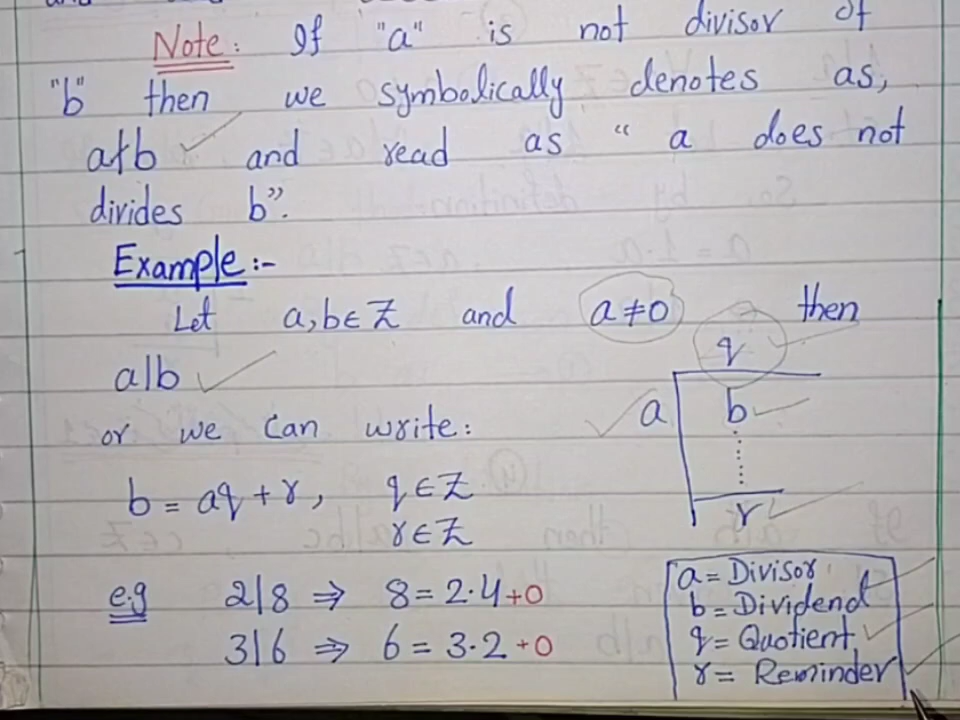 Note: If "a" is not divisor of
"b" then we symbolically denotes as,
a∤b and read as “ a does not
divides b”.
Example:-
Let a,b∈ℤ and a≠0 then
a|b
or we can write:
b = aq + r, q∈ℤ
r∈ℤ
e.g 2|8 ⇒ 8 = 2·4+0
3|6 ⇒ 6 = 3·2+0
q
a b
r
a = Divisor
b = Dividend
q = Quotient
r = Reminder